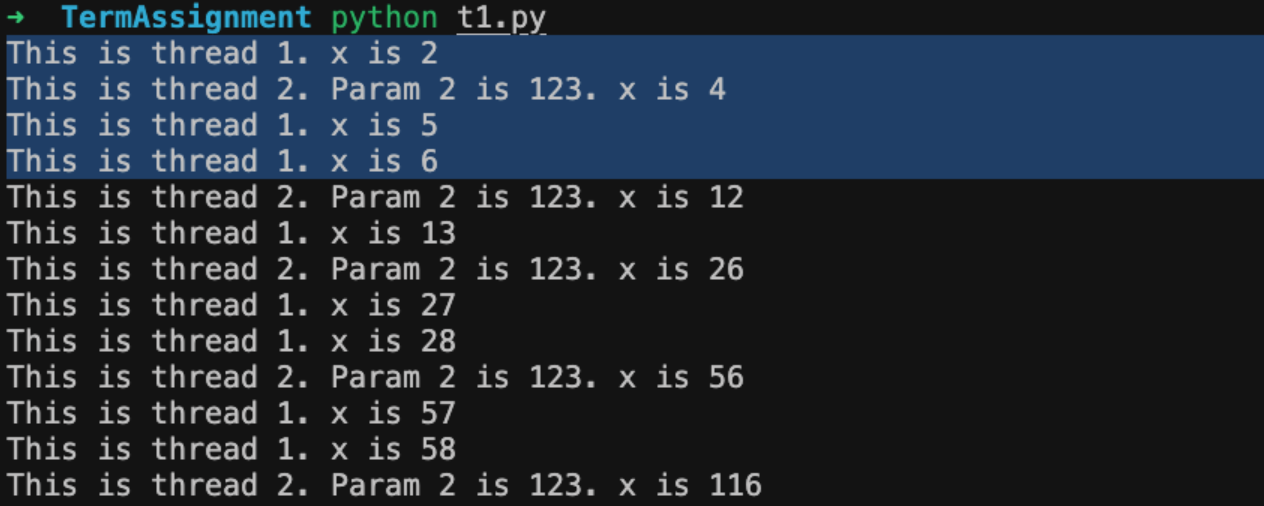 ➜  TermAssignment python t1.py
This is thread 1. x is 2
This is thread 2. Param 2 is 123. x is 4
This is thread 1. x is 5
This is thread 1. x is 6
This is thread 2. Param 2 is 123. x is 12
This is thread 1. x is 13
This is thread 2. Param 2 is 123. x is 26
This is thread 1. x is 27
This is thread 1. x is 28
This is thread 2. Param 2 is 123. x is 56
This is thread 1. x is 57
This is thread 1. x is 58
This is thread 2. Param 2 is 123. x is 116